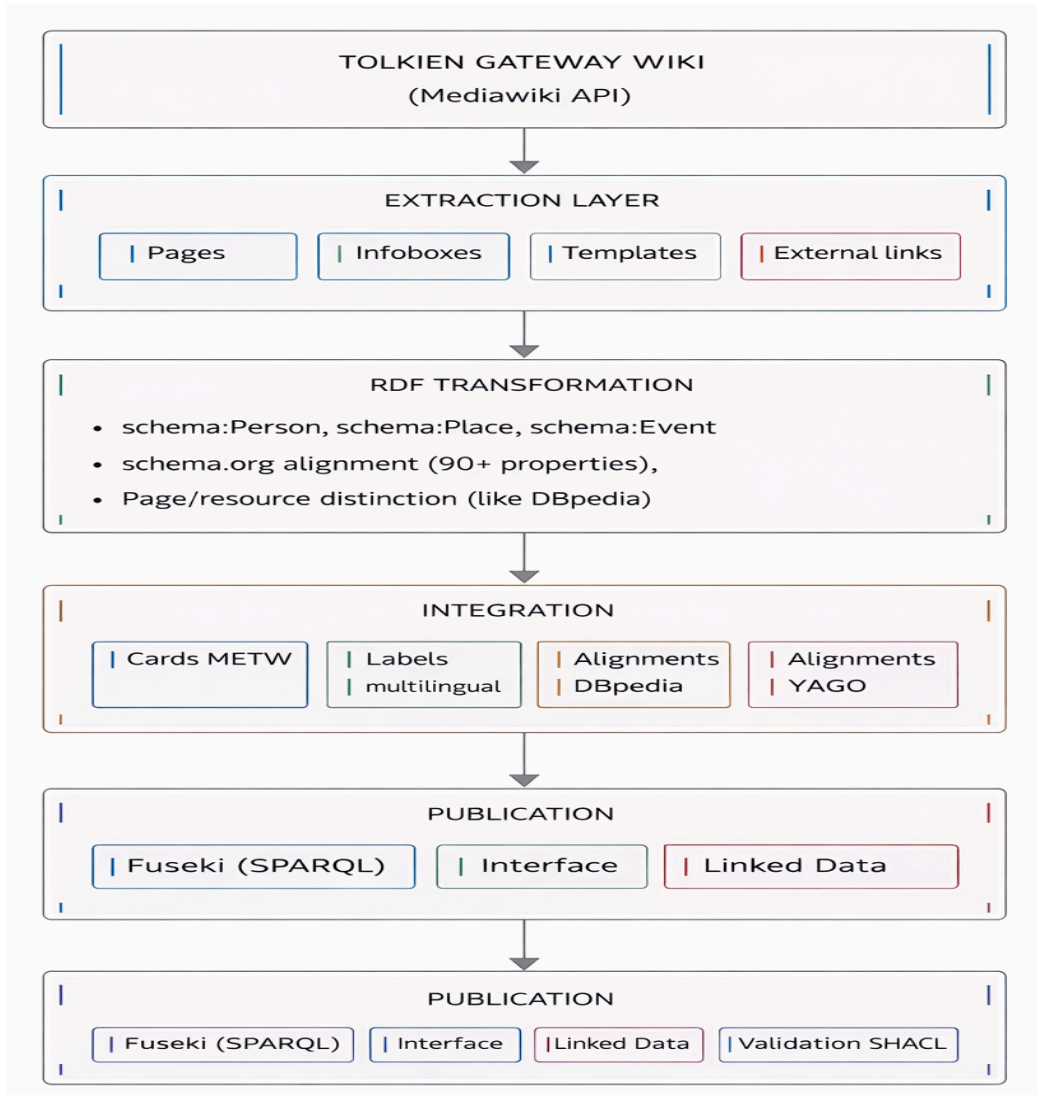 TOLKIEN GATEWAY WIKI
(Mediawiki API)
EXTRACTION LAYER
Pages
Infoboxes
Templates
External links
RDF TRANSFORMATION
• schema:Person, schema:Place, schema:Event
• schema.org alignment (90+ properties),
• Page/resource distinction (like DBpedia)
INTEGRATION
Cards METW
Labels
multilingual
Alignments
DBpedia
Alignments
YAGO
PUBLICATION
Fuseki (SPARQL)
Interface
Linked Data
PUBLICATION
Fuseki (SPARQL)
Interface
Linked Data
Validation SHACL